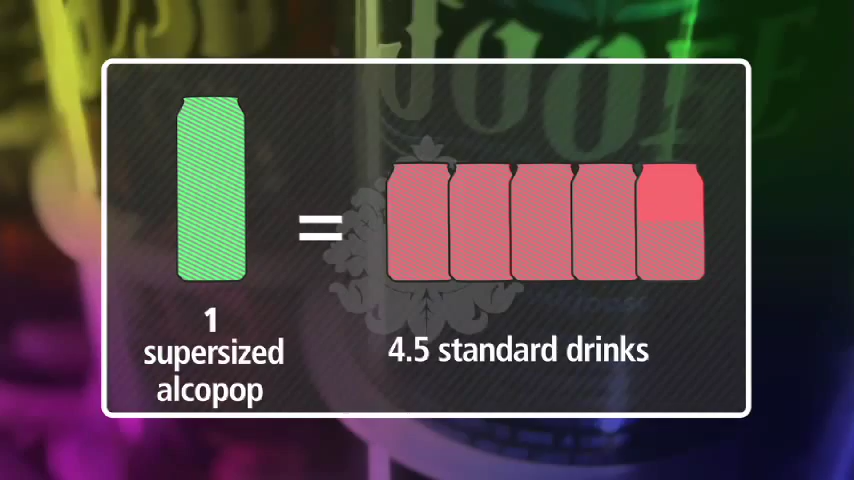 1
supersized
alcopop
=
4.5 standard drinks